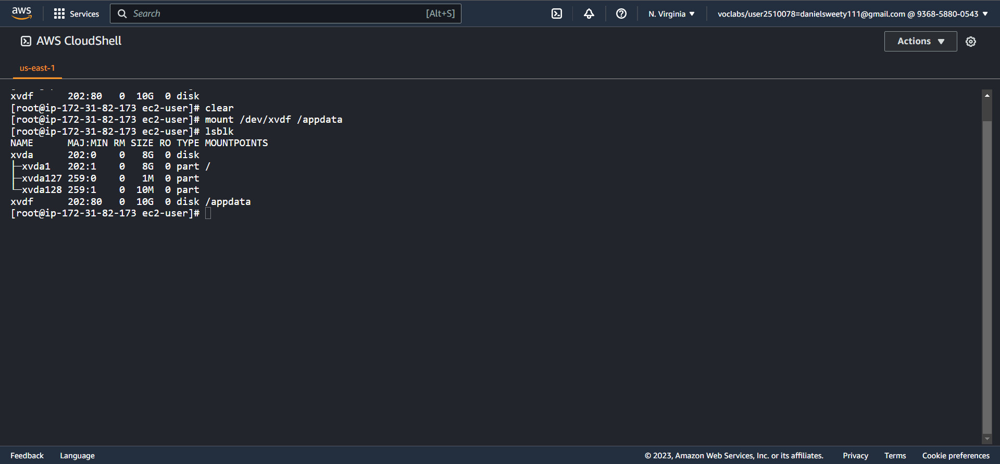 aws Services Search [Alt+S] N. Virginia voclabs/user2510078=danielsweety111@gmail.com @ 9368-5880-0543
AWS CloudShell Actions
us-east-1
xvdf      202:80   0  10G  0 disk
[root@ip-172-31-82-173 ec2-user]# clear
[root@ip-172-31-82-173 ec2-user]# mount /dev/xvdf /appdata
[root@ip-172-31-82-173 ec2-user]# lsblk
NAME      MAJ:MIN RM SIZE RO TYPE MOUNTPOINTS
xvda      202:0    0   8G  0 disk
├─xvda1   202:1    0   8G  0 part /
├─xvda127 259:0    0   1M  0 part
└─xvda128 259:1    0  10M  0 part
xvdf      202:80   0  10G  0 disk /appdata
[root@ip-172-31-82-173 ec2-user]#
Feedback Language © 2023, Amazon Web Services, Inc. or its affiliates. Privacy Terms Cookie preferences